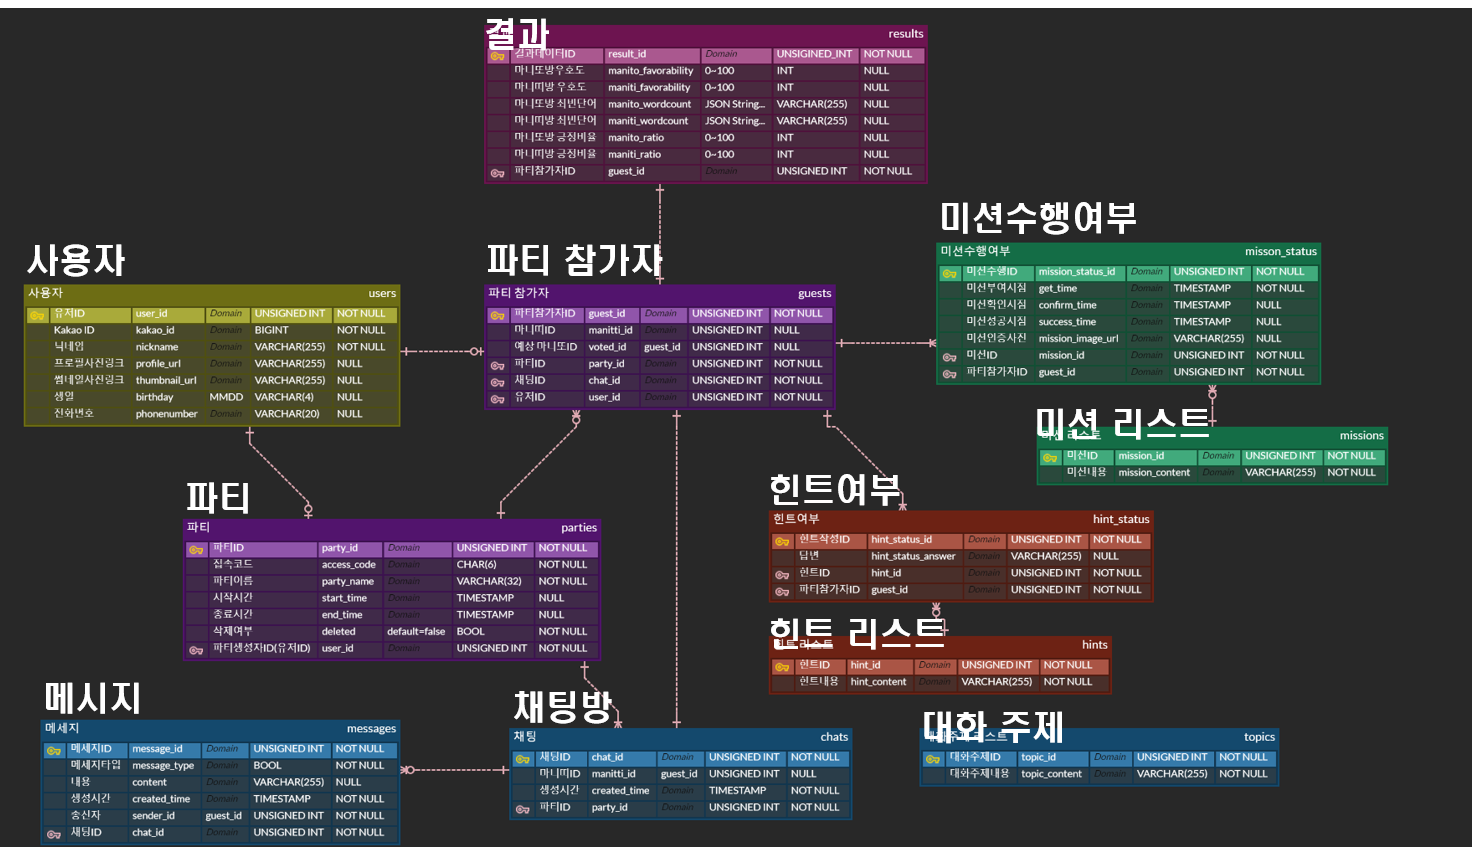 결과
results
결과데이터ID result_id Domain UNSIGINED_INT NOT NULL
마니또방우호도 manito_favorability 0~100 INT NULL
마니띠방 우호도 maniti_favorability 0~100 INT NULL
마니또방 최빈단어 manito_wordcount JSON String... VARCHAR(255) NULL
마니띠방 최빈단어 maniti_wordcount JSON String... VARCHAR(255) NULL
마니또방 긍정비율 manito_ratio 0~100 INT NULL
마니띠방 긍정비율 maniti_ratio 0~100 INT NULL
파티참가자ID guest_id Domain UNSIGNED INT NOT NULL
미션수행여부
미션수행여부 misson_status
미션수행ID mission_status_id Domain UNSIGNED INT NOT NULL
미션부여시점 get_time Domain TIMESTAMP NOT NULL
미션확인시점 confirm_time Domain TIMESTAMP NULL
미션성공시점 success_time Domain TIMESTAMP NULL
미션인증사진 mission_image_url Domain VARCHAR(255) NULL
미션ID mission_id Domain UNSIGNED INT NOT NULL
파티참가자ID guest_id Domain UNSIGNED INT NOT NULL
사용자
사용자 users
유저ID user_id Domain UNSIGNED INT NOT NULL
Kakao ID kakao_id Domain BIGINT NOT NULL
닉네임 nickname Domain VARCHAR(255) NOT NULL
프로필사진링크 profile_url Domain VARCHAR(255) NULL
썸네일사진링크 thumbnail_url Domain VARCHAR(255) NULL
생일 birthday MMDD VARCHAR(4) NULL
전화번호 phonenumber Domain VARCHAR(20) NULL
파티 참가자
파티 참가자 guests
파티참가자ID guest_id Domain UNSIGNED INT NOT NULL
마니띠ID manitti_id Domain UNSIGNED INT NULL
예상 마니또ID voted_id guest_id UNSIGNED INT NULL
파티ID party_id Domain UNSIGNED INT NOT NULL
채팅ID chat_id Domain UNSIGNED INT NOT NULL
유저ID user_id Domain UNSIGNED INT NOT NULL
미션 리스트
미션 리스트 missions
미션ID mission_id Domain UNSIGNED INT NOT NULL
미션내용 mission_content Domain VARCHAR(255) NOT NULL
파티
파티 parties
파티ID party_id Domain UNSIGNED INT NOT NULL
접속코드 access_code Domain CHAR(6) NOT NULL
파티이름 party_name Domain VARCHAR(32) NOT NULL
시작시간 start_time Domain TIMESTAMP NULL
종료시간 end_time Domain TIMESTAMP NULL
삭제여부 deleted default=false BOOL NOT NULL
파티생성자ID(유저ID) user_id Domain UNSIGNED INT NOT NULL
힌트여부
힌트여부 hint_status
힌트작성ID hint_status_id Domain UNSIGNED INT NOT NULL
답변 hint_status_answer Domain VARCHAR(255) NULL
힌트ID hint_id Domain UNSIGNED INT NOT NULL
파티참가자ID guest_id Domain UNSIGNED INT NOT NULL
힌트 리스트
힌트 리스트 hints
힌트ID hint_id Domain UNSIGNED INT NOT NULL
힌트내용 hint_content Domain VARCHAR(255) NOT NULL
메시지
메세지 messages
메세지ID message_id Domain UNSIGNED INT NOT NULL
메세지타입 message_type Domain BOOL NOT NULL
내용 content Domain VARCHAR(255) NULL
생성시간 created_time Domain TIMESTAMP NOT NULL
송신자 sender_id guest_id UNSIGNED INT NOT NULL
채팅ID chat_id Domain UNSIGNED INT NOT NULL
채팅방
채팅 chats
채팅ID chat_id Domain UNSIGNED INT NOT NULL
마니띠ID manitti_id guest_id UNSIGNED INT NULL
생성시간 created_time Domain TIMESTAMP NOT NULL
파티ID party_id Domain UNSIGNED INT NOT NULL
대화 주제
대화주제 리스트 topics
대화주제ID topic_id Domain UNSIGNED INT NOT NULL
대화주제내용 topic_content Domain VARCHAR(255) NOT NULL